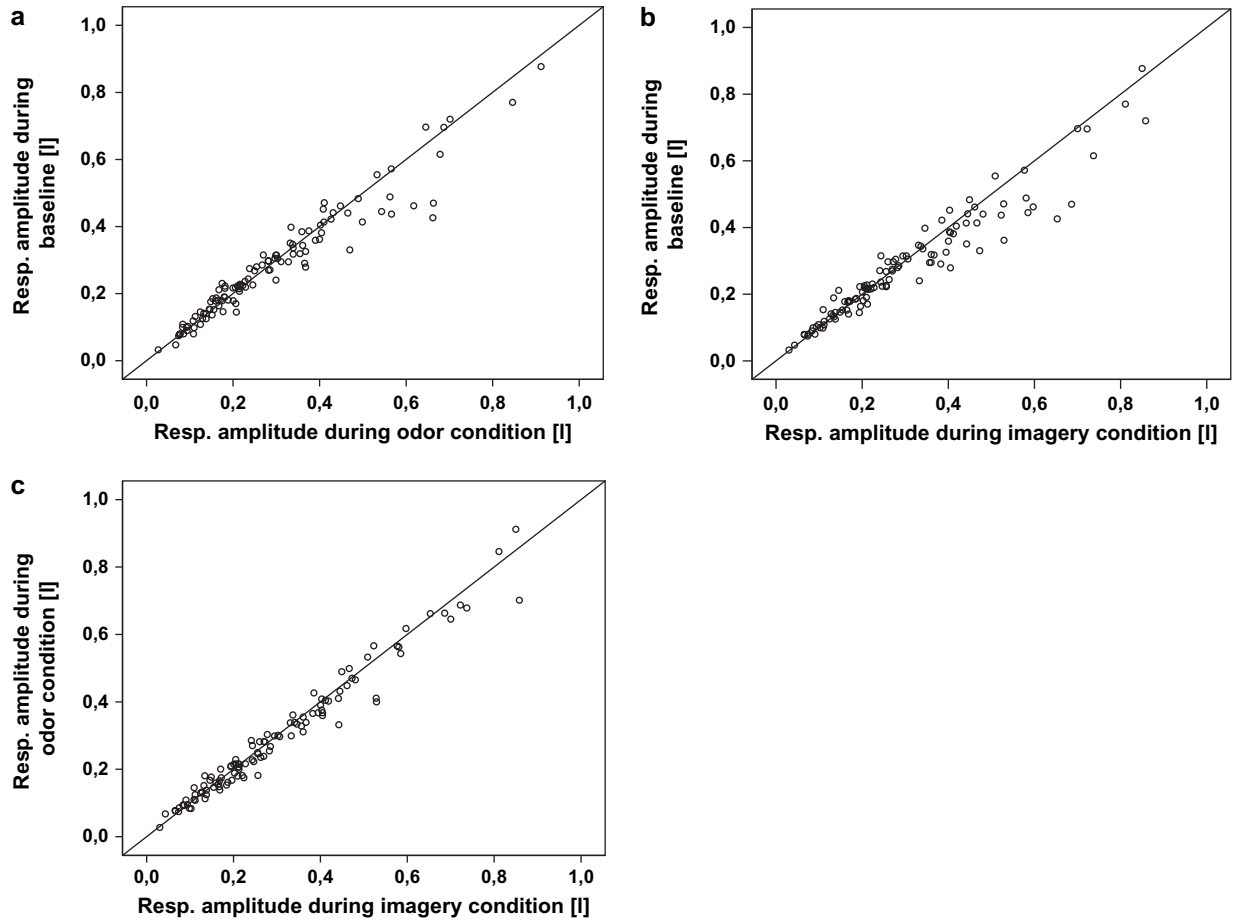 a
1,0
0,8
0,6
0,4
0,2
0,0
Resp. amplitude during
baseline [l]
0,0 0,2 0,4 0,6 0,8 1,0
Resp. amplitude during odor condition [l]
b
1,0
0,8
0,6
0,4
0,2
0,0
Resp. amplitude during
baseline [l]
0,0 0,2 0,4 0,6 0,8 1,0
Resp. amplitude during imagery condition [l]
c
1,0
0,8
0,6
0,4
0,2
0,0
Resp. amplitude during
odor condition [l]
0,0 0,2 0,4 0,6 0,8 1,0
Resp. amplitude during imagery condition [l]